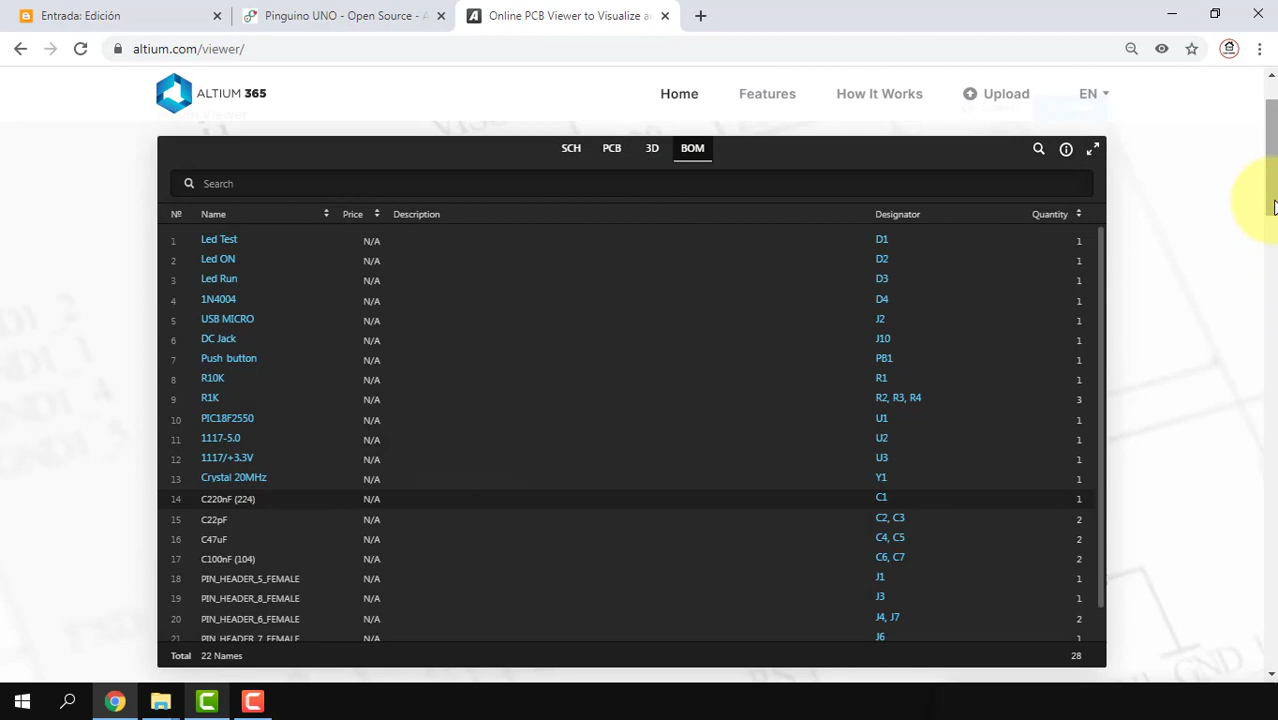 Entrada: Edición
Pinguino UNO - Open Source - A
Online PCB Viewer to Visualize a
altium.com/viewer/
ALTIUM 365
Home Features How It Works Upload EN
SCH PCB 3D BOM
Search
Nº Name Price Description Designator Quantity
1 Led Test N/A D1 1
2 Led ON N/A D2 1
3 Led Run N/A D3 1
4 1N4004 N/A D4 1
5 USB MICRO N/A J2 1
6 DC Jack N/A J10 1
7 Push button N/A PB1 1
8 R10K N/A R1 1
9 R1K N/A R2, R3, R4 3
10 PIC18F2550 N/A U1 1
11 1117-5.0 N/A U2 1
12 1117/+3.3V N/A U3 1
13 Crystal 20MHz N/A Y1 1
14 C220nF (224) N/A C1 1
15 C22pF N/A C2, C3 2
16 C47uF N/A C4, C5 2
17 C100nF (104) N/A C6, C7 2
18 PIN_HEADER_5_FEMALE N/A J1 1
19 PIN_HEADER_8_FEMALE N/A J3 1
20 PIN_HEADER_6_FEMALE N/A J4, J7 2
21 PIN_HEADER_7_FEMALE N/A J6 1
Total 22 Names 28